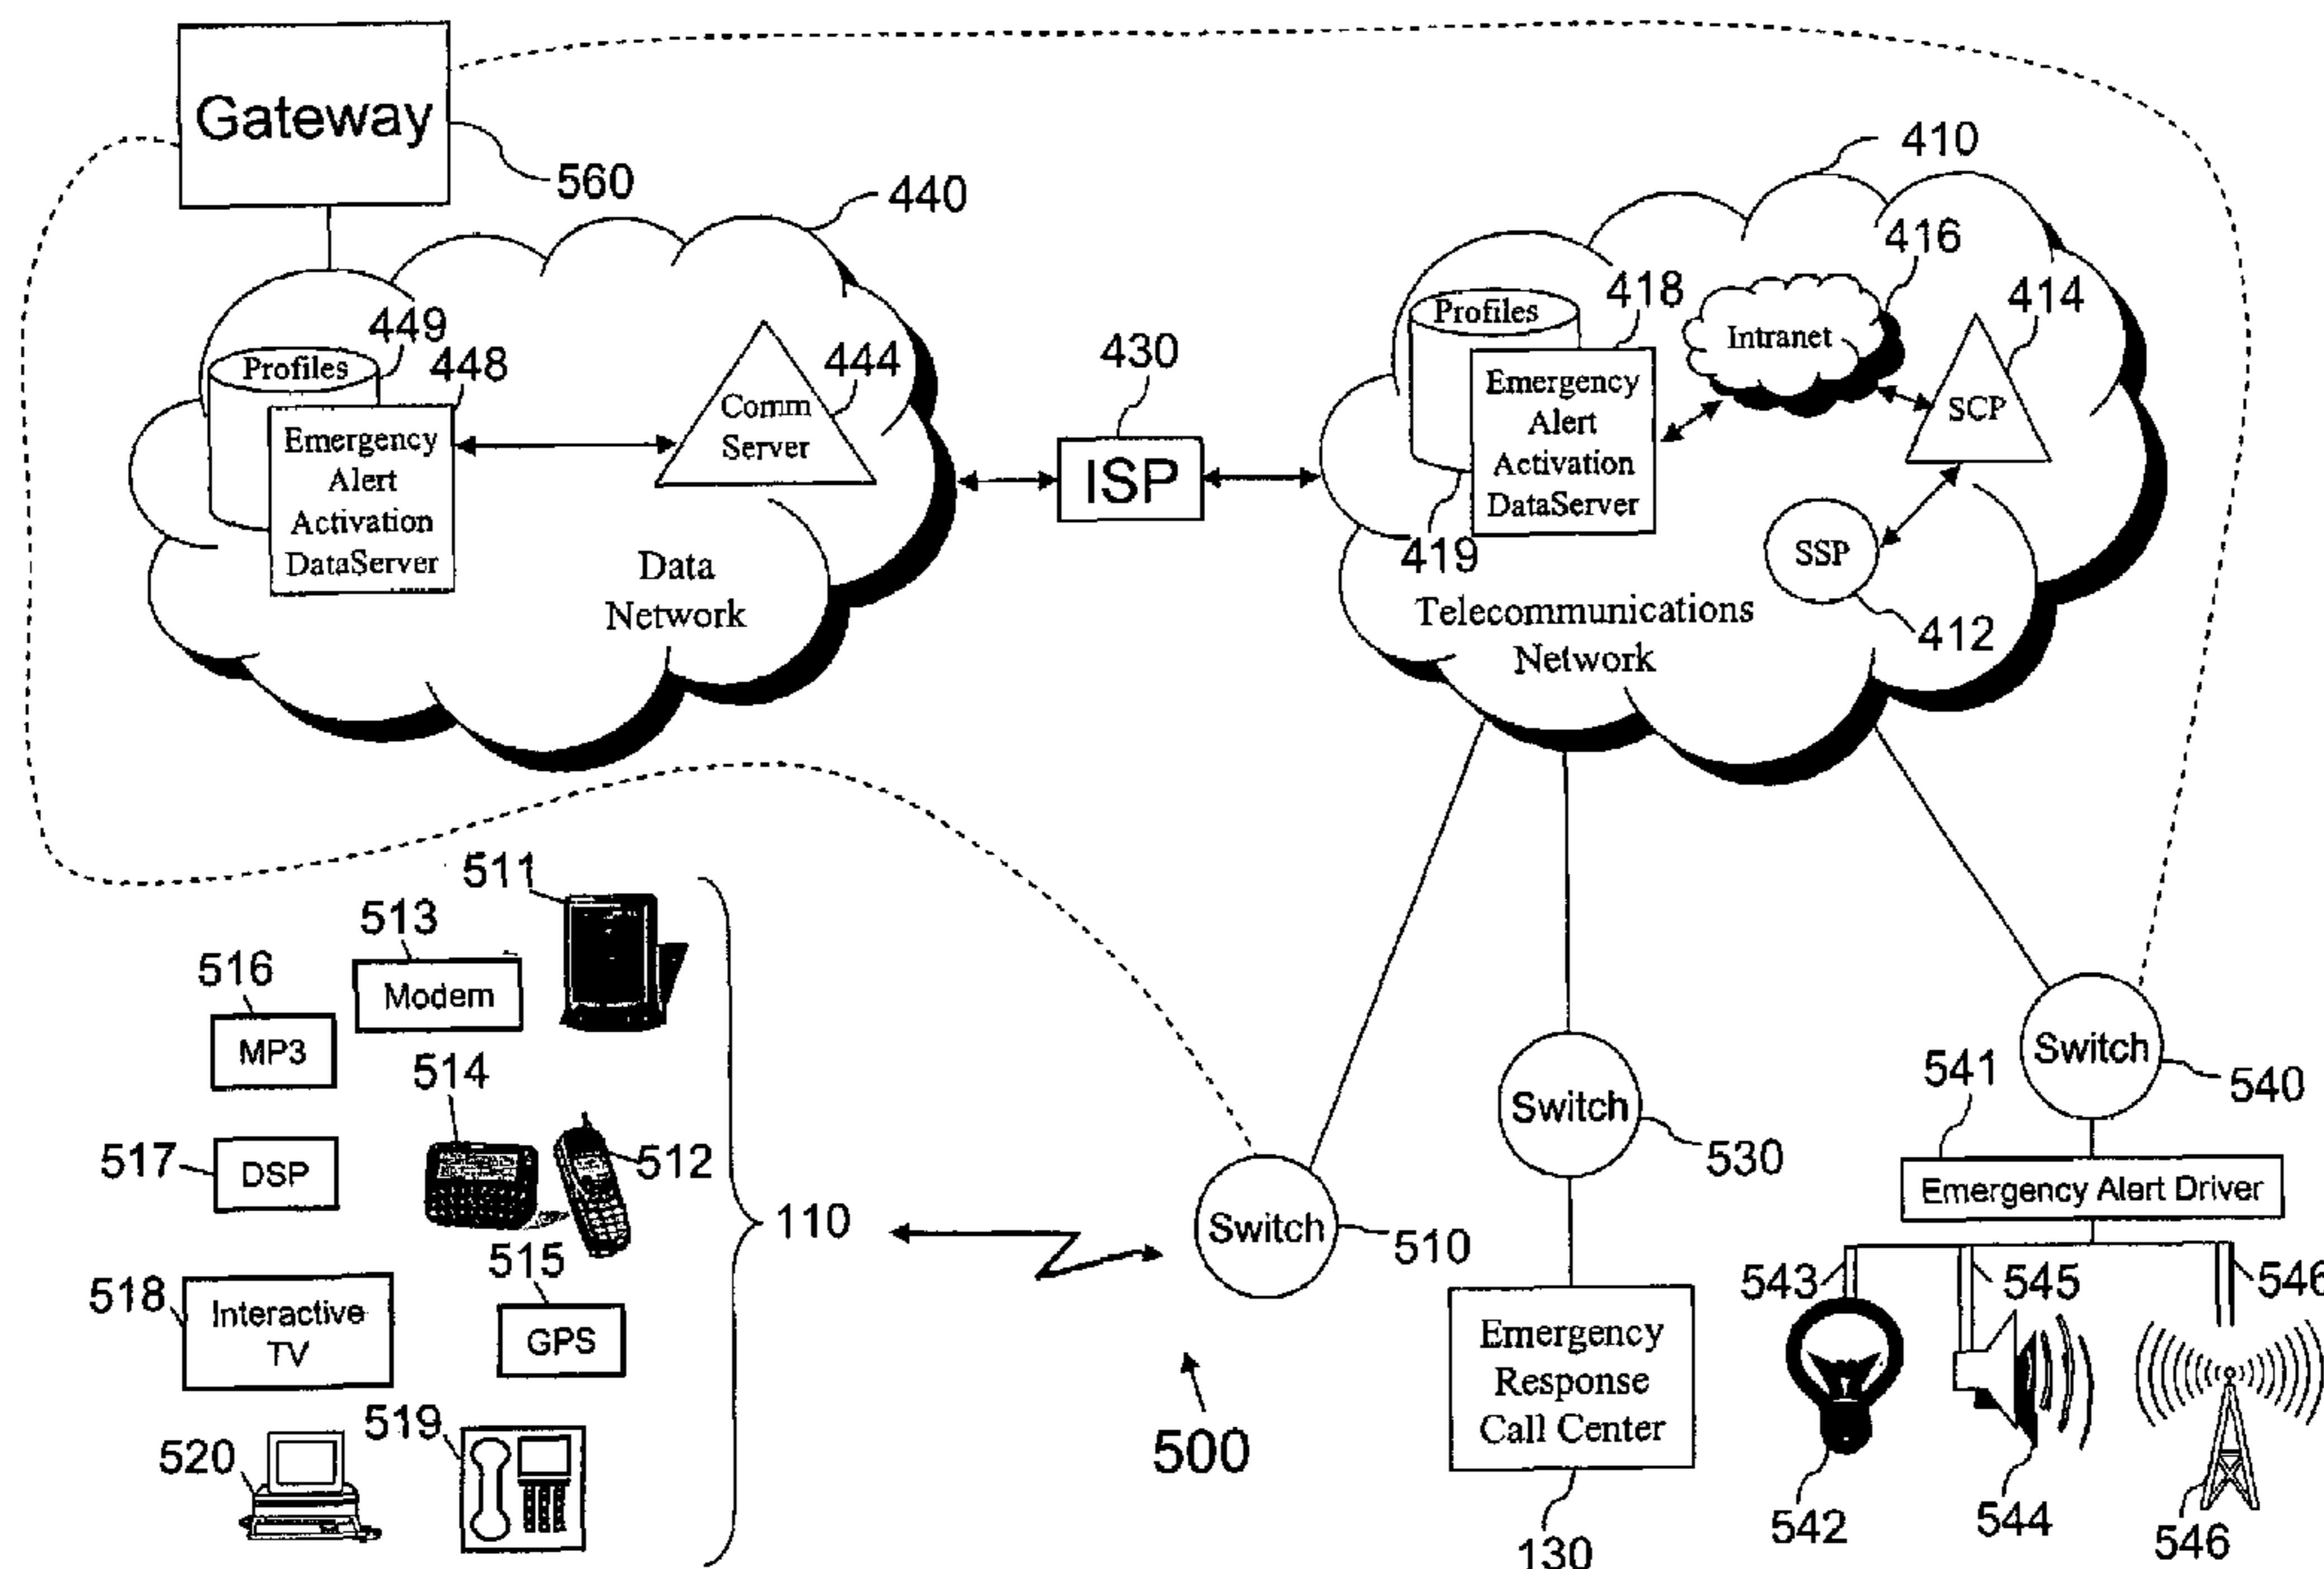 Gateway
560
440
410
416
418
414
Profiles
Intranet
449
Profiles
448
444
430
Emergency
Alert
Activation
DataServer
SCP
Comm
Server
Emergency
Alert
Activation
DataServer
ISP
419
SSP
412
Data
Network
Telecommunications
Network
511
513
516
Modem
MP3
514
541
Switch
540
Switch
530
517
DSP
512
Emergency Alert Driver
110
Switch
510
515
543
545
546
518
Interactive
TV
GPS
Emergency
Response
Call Center
500
519
520
542
544
546
130